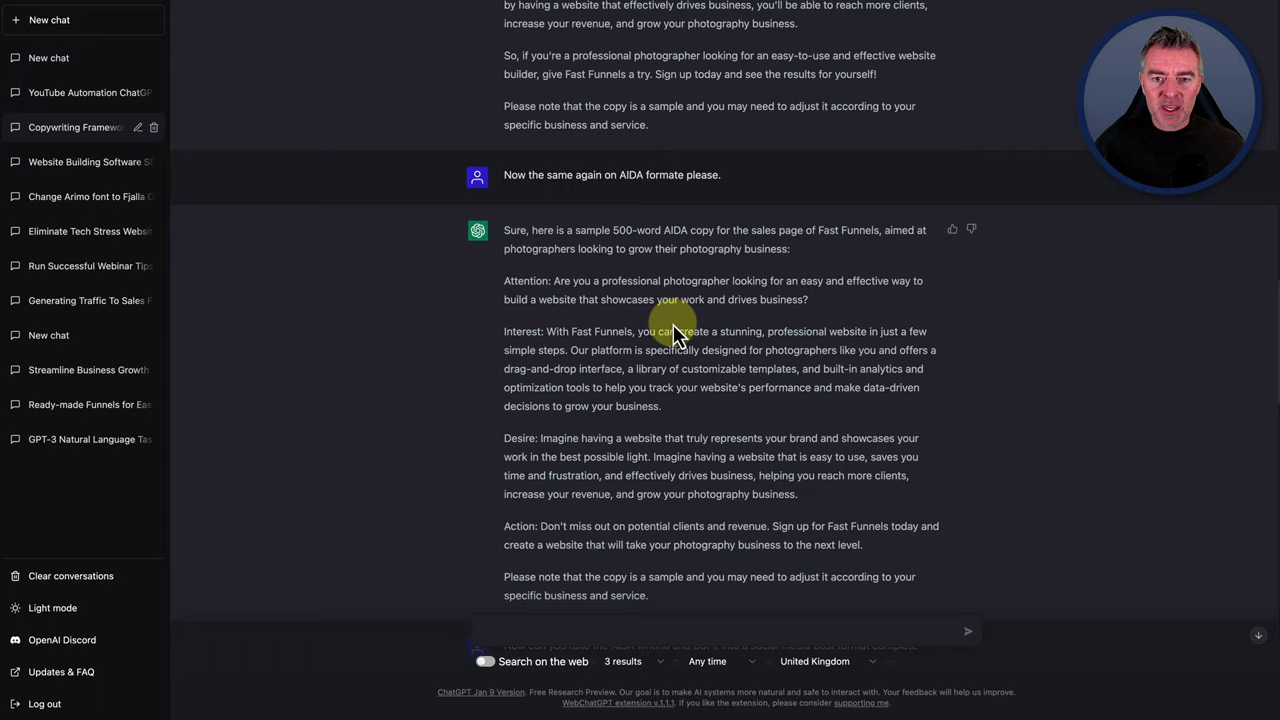 New chat
New chat
YouTube Automation ChatGP
Copywriting Framewo
Website Building Software SE
Change Arimo font to Fjalla O
Eliminate Tech Stress Websit
Run Successful Webinar Tips
Generating Traffic To Sales F
New chat
Streamline Business Growth
Ready-made Funnels for Eas
GPT-3 Natural Language Tas
Clear conversations
Light mode
OpenAI Discord
Updates & FAQ
Log out
by having a website that effectively drives business, you'll be able to reach more clients,
increase your revenue, and grow your photography business.
So, if you're a professional photographer looking for an easy-to-use and effective website
builder, give Fast Funnels a try. Sign up today and see the results for yourself!
Please note that the copy is a sample and you may need to adjust it according to your
specific business and service.
Now the same again on AIDA formate please.
Sure, here is a sample 500-word AIDA copy for the sales page of Fast Funnels, aimed at
photographers looking to grow their photography business:
Attention: Are you a professional photographer looking for an easy and effective way to
build a website that showcases your work and drives business?
Interest: With Fast Funnels, you can create a stunning, professional website in just a few
simple steps. Our platform is specifically designed for photographers like you and offers a
drag-and-drop interface, a library of customizable templates, and built-in analytics and
optimization tools to help you track your website's performance and make data-driven
decisions to grow your business.
Desire: Imagine having a website that truly represents your brand and showcases your
work in the best possible light. Imagine having a website that is easy to use, saves you
time and frustration, and effectively drives business, helping you reach more clients,
increase your revenue, and grow your photography business.
Action: Don't miss out on potential clients and revenue. Sign up for Fast Funnels today and
create a website that will take your photography business to the next level.
Please note that the copy is a sample and you may need to adjust it according to your
specific business and service.
Now can you take the AIDA writing and put it into a social media post format complete
Search on the web 3 results Any time United Kingdom
ChatGPT Jan 9 Version. Free Research Preview. Our goal is to make AI systems more natural and safe to interact with. Your feedback will help us improve.
WebChatGPT extension v.1.1.1. If you like the extension, please consider supporting me.